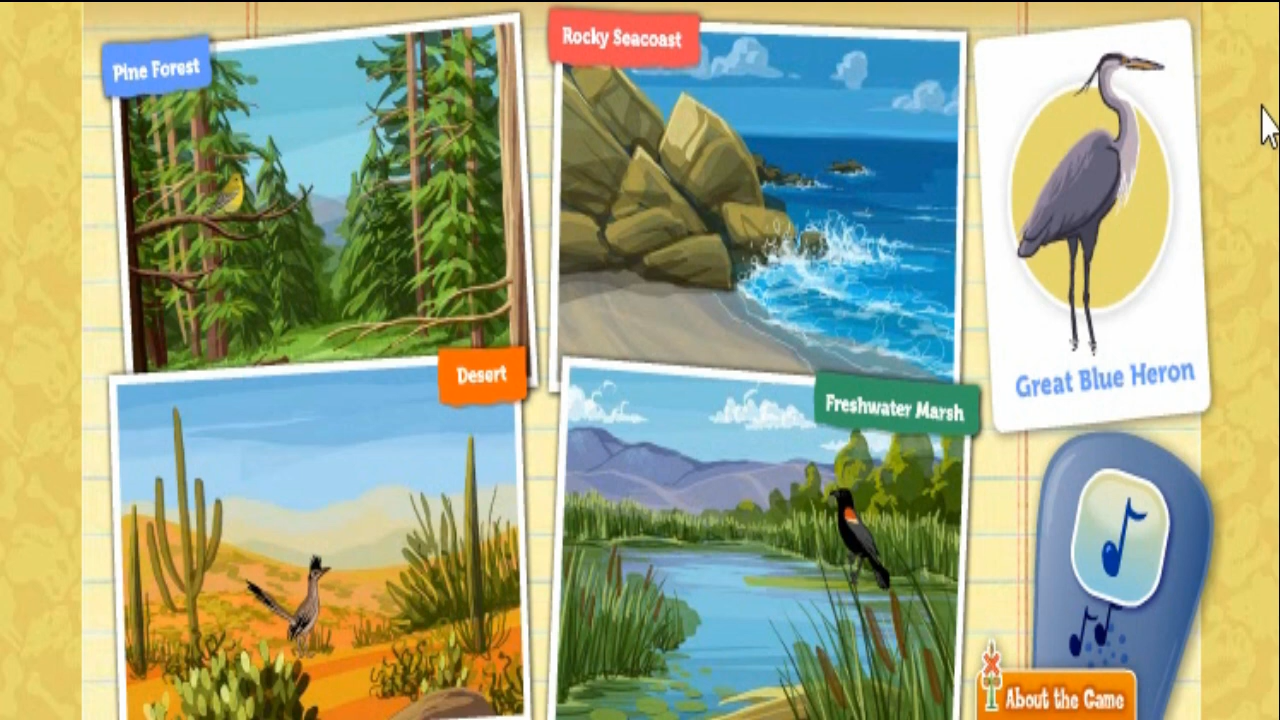 Pine Forest
Rocky Seacoast
Desert
Freshwater Marsh
Great Blue Heron
About the Game